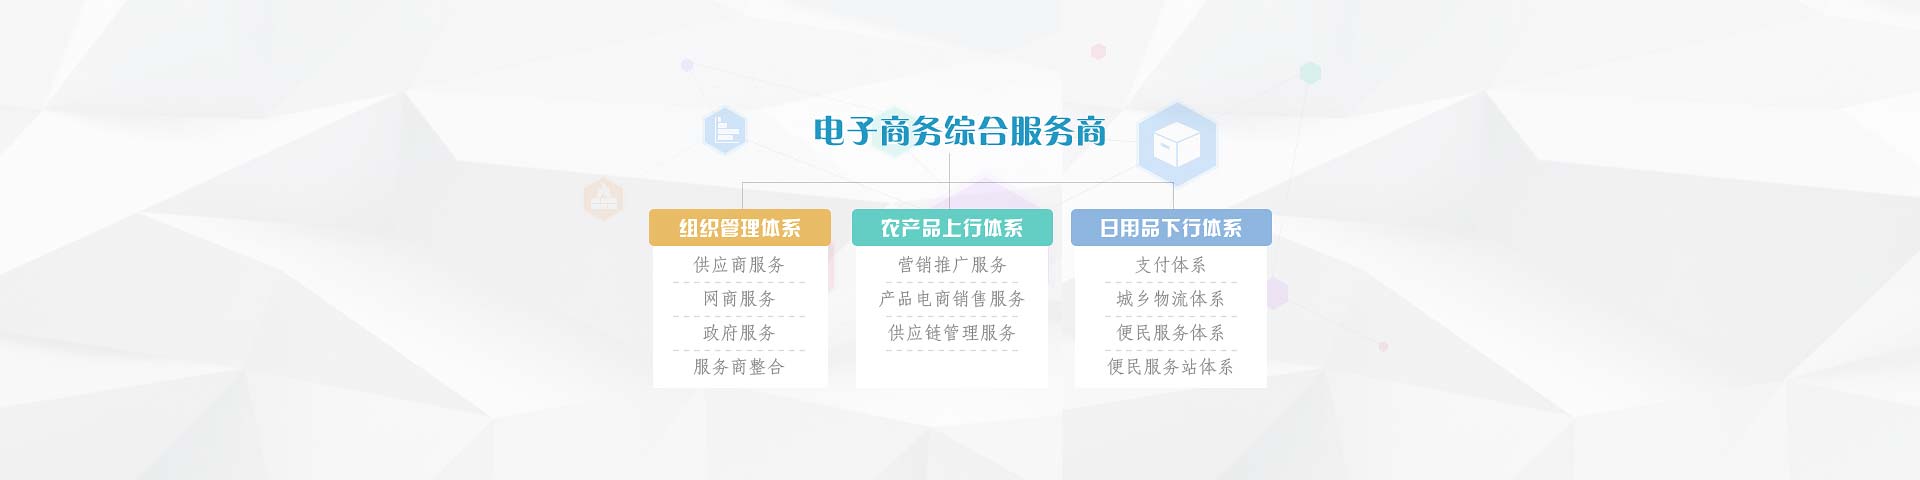 电子商务综合服务商
组织管理体系
供应商服务
网商服务
政府服务
服务商整合
农产品上行体系
营销推广服务
产品电商销售服务
供应链管理服务
日用品下行体系
支付体系
城乡物流体系
便民服务体系
便民服务站体系